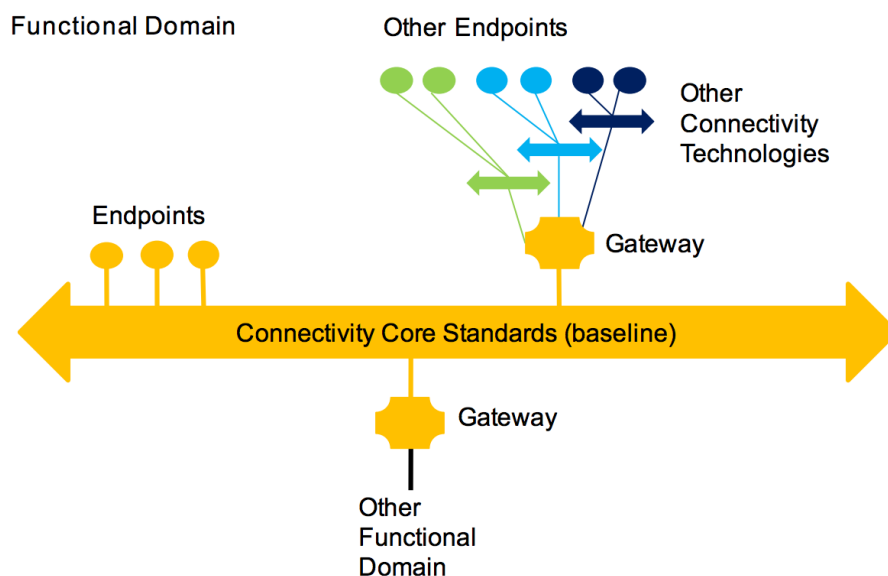 Functional Domain
Other Endpoints
Other
Connectivity
Technologies
Endpoints
Gateway
Connectivity Core Standards (baseline)
Gateway
Other
Functional
Domain